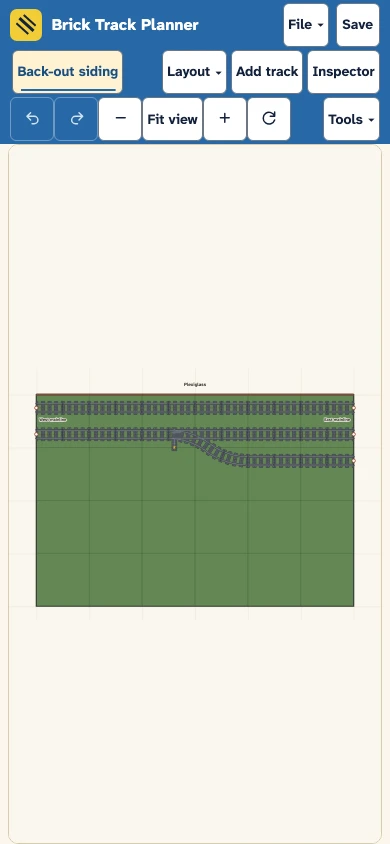 Brick Track Planner
File
Save
Back-out siding
Layout
Add track
Inspector
Fit view
Tools
Plexiglass